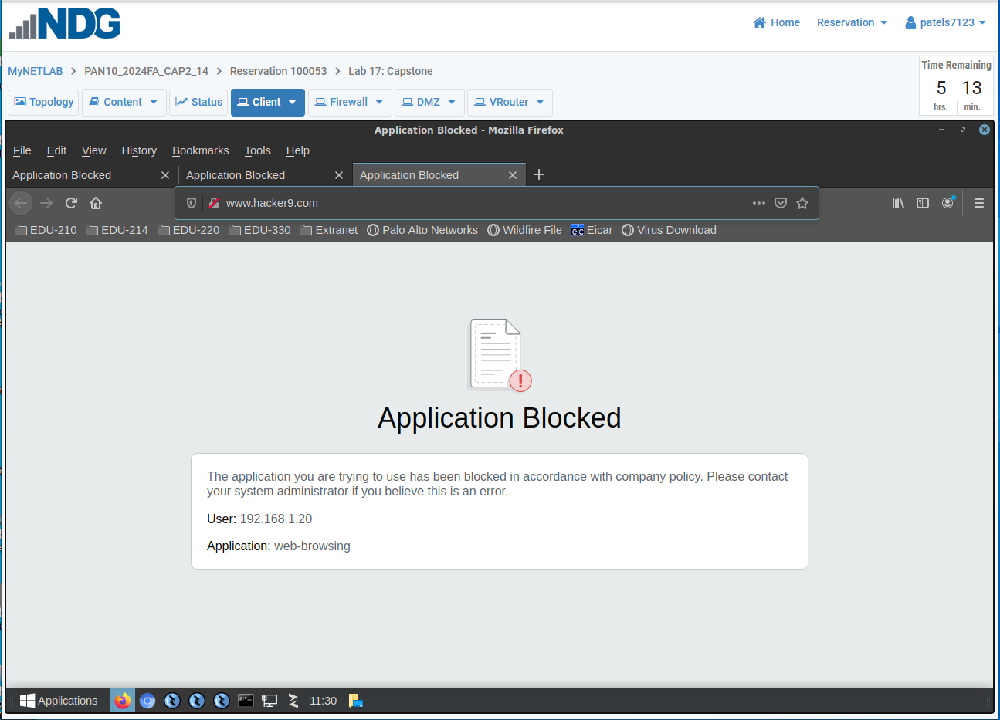 NDG
Home Reservation patels7123
MyNETLAB > PAN10_2024FA_CAP2_14 > Reservation 100053 > Lab 17: Capstone
Time Remaining
5 13
hrs. min.
Topology Content Status Client Firewall DMZ VRouter
Application Blocked - Mozilla Firefox
File Edit View History Bookmarks Tools Help
Application Blocked Application Blocked Application Blocked
www.hacker9.com
EDU-210 EDU-214 EDU-220 EDU-330 Extranet Palo Alto Networks Wildfire File eic Eicar Virus Download
Application Blocked
The application you are trying to use has been blocked in accordance with company policy. Please contact
your system administrator if you believe this is an error.
User: 192.168.1.20
Application: web-browsing
Applications 11:30